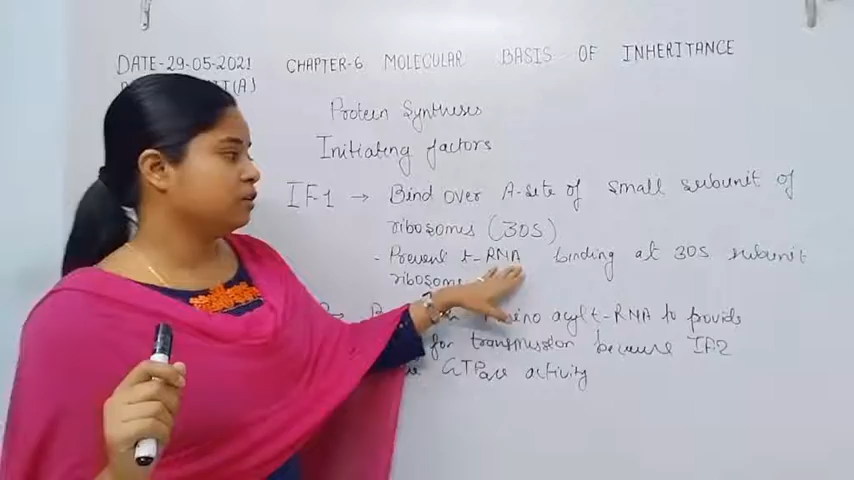 DATE-29-05-2021 CHAPTER-6 MOLECULAR BASIS OF INHERITANCE
(A)
Protein Syntheses
Initiating factors
IF-1 → Bind over A-site of small subunit of
ribosomes (30S)
- Prevent t-RNA binding at 30S subunit
ribosome
amino acyl t-RNA to provide
for transmission because IF2
GTPase activity